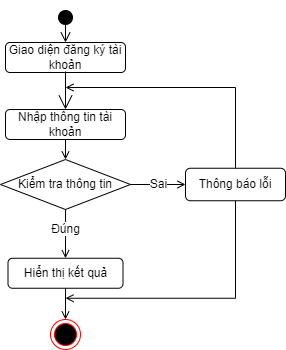 Giao diện đăng ký tài
khoản
Nhập thông tin tài
khoản
Kiểm tra thông tin
Sai
Thông báo lỗi
Đúng
Hiển thị kết quả